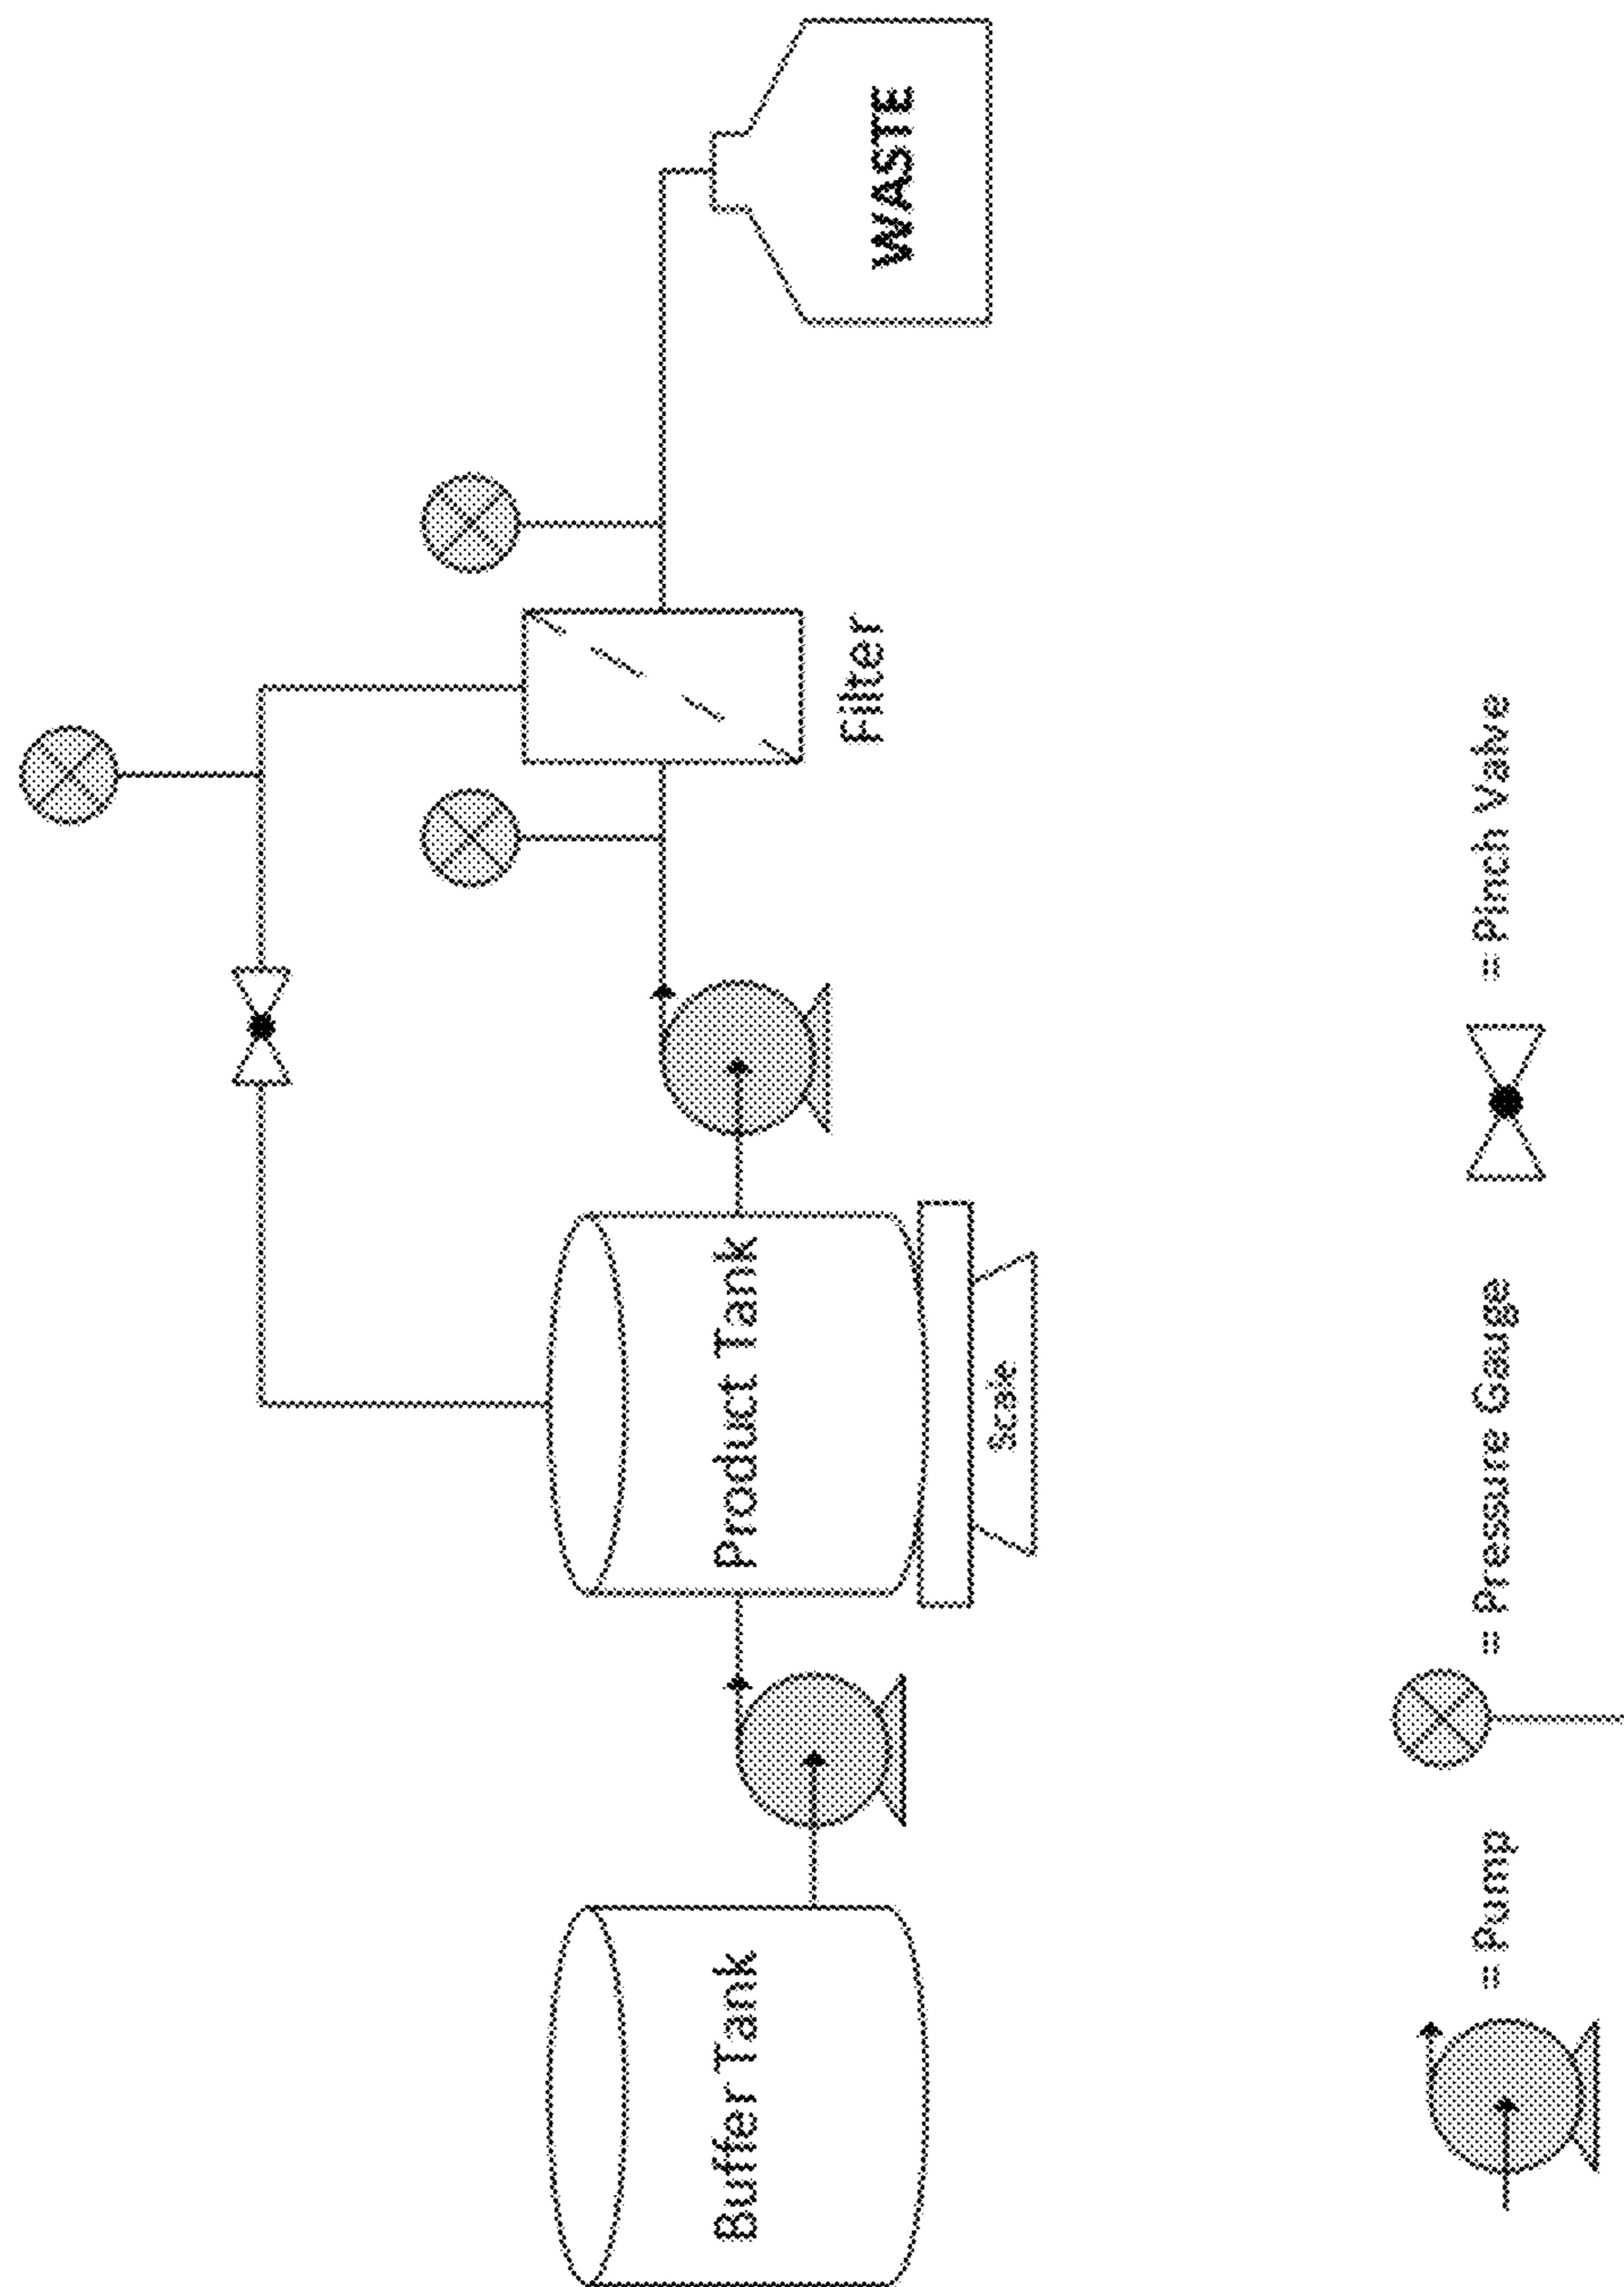 Buffer Tank
Product Tank
Scale
Filter
WASTE
= Pump
= Pressure Gauge
= Pinch Valve